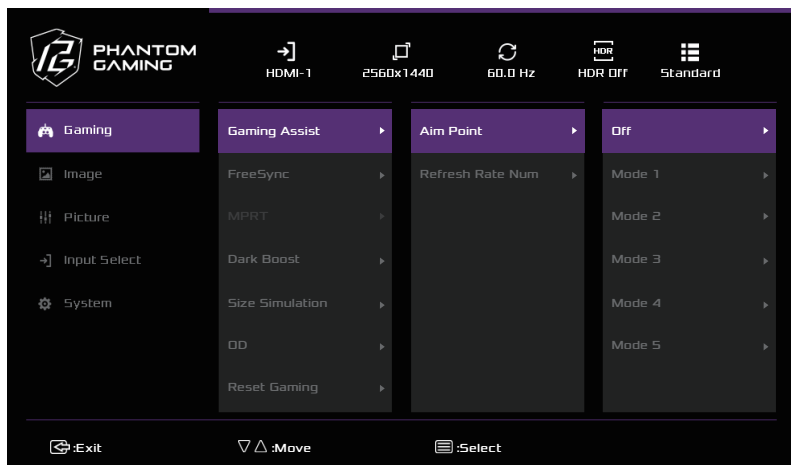 PHANTOM
GAMING
HDMI-1
2560x1440
60.0 Hz
HDR
HDR Off
Standard
Gaming
Image
Picture
Input Select
System
Gaming Assist
FreeSync
MPRT
Dark Boost
Size Simulation
OD
Reset Gaming
Aim Point
Refresh Rate Num
Off
Mode 1
Mode 2
Mode 3
Mode 4
Mode 5
:Exit
:Move
:Select